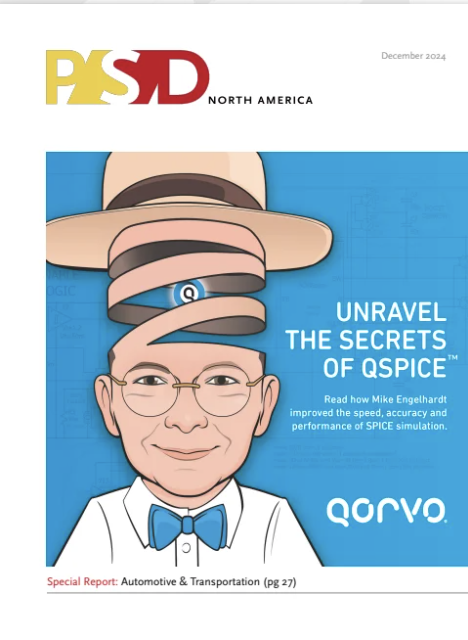 December 2024
PSD
NORTH AMERICA
Q
UNRAVEL
THE SECRETS
OF QSPICE™
Read how Mike Engelhardt
improved the speed, accuracy and
performance of SPICE simulation.
QORVO®
Special Report: Automotive & Transportation (pg 27)